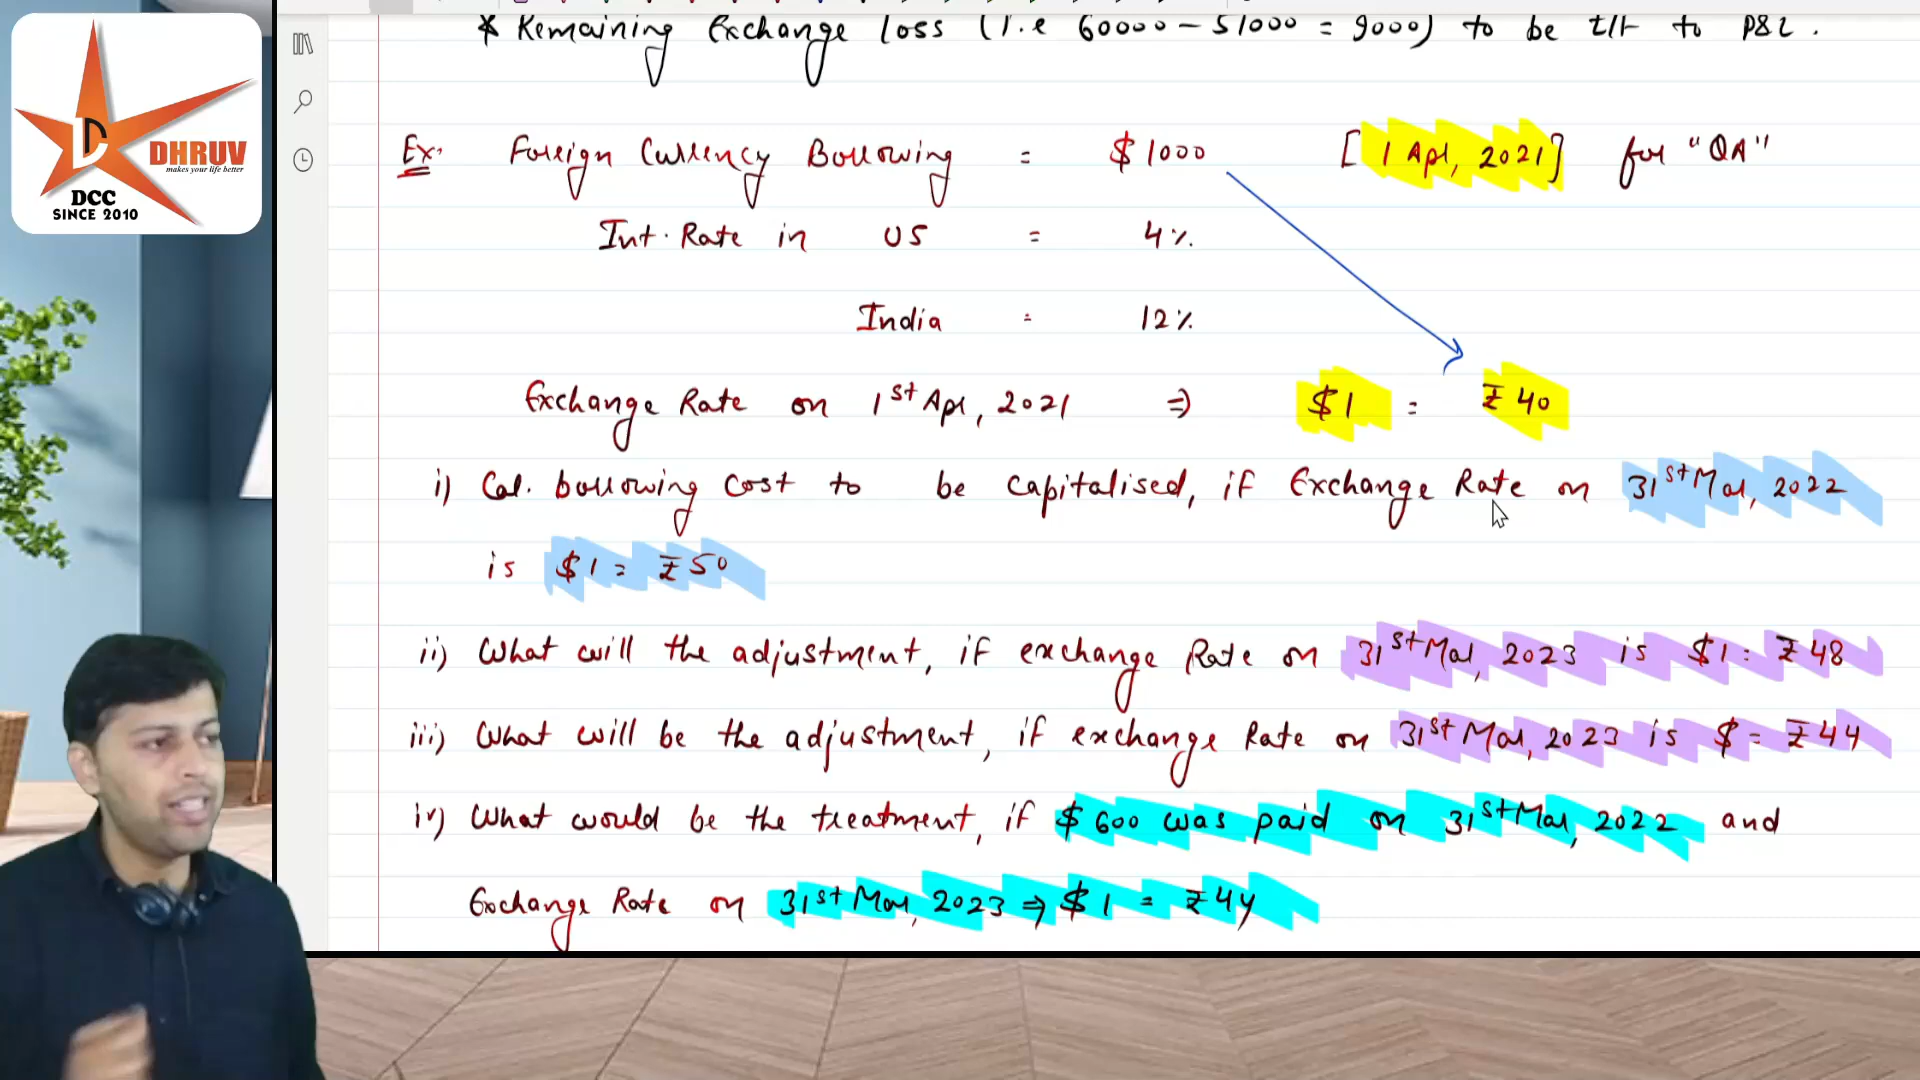 * Remaining Exchange loss (I.e 60000 - 51000 = 9000) to be t/f to P&L.
DHRUV
makes your life better
DCC
SINCE 2010
Ex: Foreign Currency Borrowing = $1000 [1 Apr, 2021] for "QA"
Int. Rate in US = 4%
India = 12%
Exchange Rate on 1st Apr, 2021 ⇒ $1 = ₹40
i) Cal. borrowing cost to be capitalised, if Exchange Rate on 31st Mar, 2022
is $1 = ₹50
ii) What will the adjustment, if exchange Rate on 31st Mar, 2023 is $1 = ₹48
iii) What will be the adjustment, if exchange Rate on 31st Mar, 2023 is $ = ₹44
iv) What would be the treatment, if $600 was paid on 31st Mar, 2022 and
Exchange Rate on 31st Mar, 2023 ⇒ $1 = ₹44